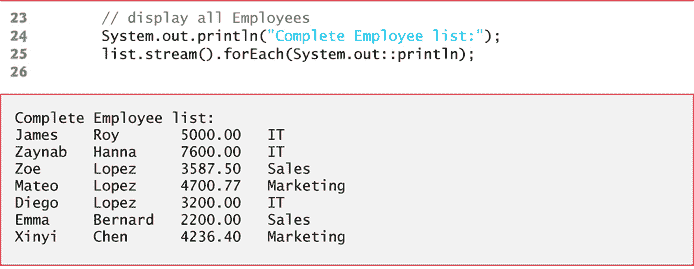 23 // display all Employees
24 System.out.println("Complete Employee list:");
25 list.stream().forEach(System.out::println);
26
Complete Employee list:
James Roy 5000.00 IT
Zaynab Hanna 7600.00 IT
Zoe Lopez 3587.50 Sales
Mateo Lopez 4700.77 Marketing
Diego Lopez 3200.00 IT
Emma Bernard 2200.00 Sales
Xinyi Chen 4236.40 Marketing